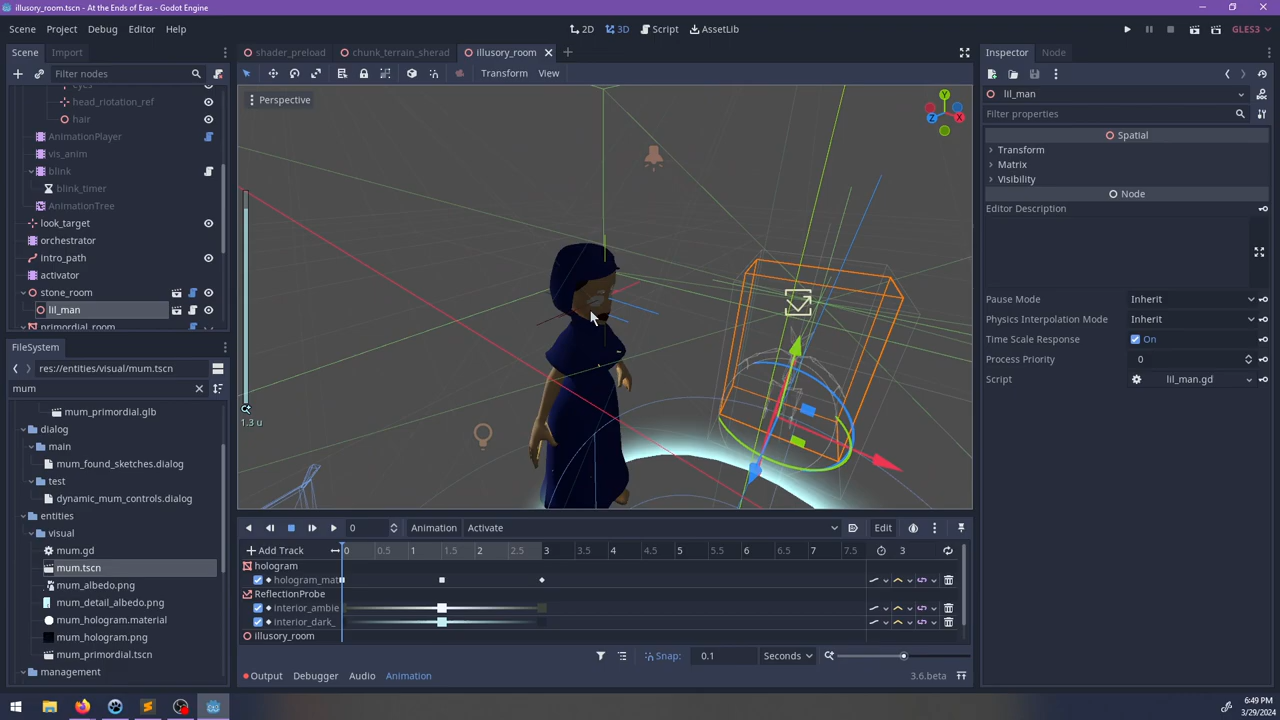 illusory_room.tscn - At the Ends of Eras - Godot Engine
Scene Project Debug Editor Help
2D 3D Script AssetLib
GLES3
Scene Import
Filter nodes
eyes
head_riotation_ref
hair
AnimationPlayer
vis_anim
blink
blink_timer
AnimationTree
look_target
orchestrator
intro_path
activator
stone_room
lil_man
primordial_room
FileSystem
res://entities/visual/mum.tscn
mum
mum_primordial.glb
dialog
main
mum_found_sketches.dialog
test
dynamic_mum_controls.dialog
entities
visual
mum.gd
mum.tscn
mum_albedo.png
mum_detail_albedo.png
mum_hologram.material
mum_hologram.png
mum_primordial.tscn
management
shader_preload chunk_terrain_sherad illusory_room
Transform View
Perspective
Y
X
Z
1.3 u
0 Animation Activate Edit
Add Track 0 0.5 1 1.5 2 2.5 3 3.5 4 4.5 5 5.5 6 6.5 7 7.5 3
hologram
hologram_mat
ReflectionProbe
interior_ambie
interior_dark_
illusory_room
Snap: 0.1 Seconds
Output Debugger Audio Animation
3.6.beta
Inspector Node
lil_man
Filter properties
Spatial
Transform
Matrix
Visibility
Node
Editor Description
Pause Mode Inherit
Physics Interpolation Mode Inherit
Time Scale Response On
Process Priority 0
Script lil_man.gd
6:49 PM
3/29/2024